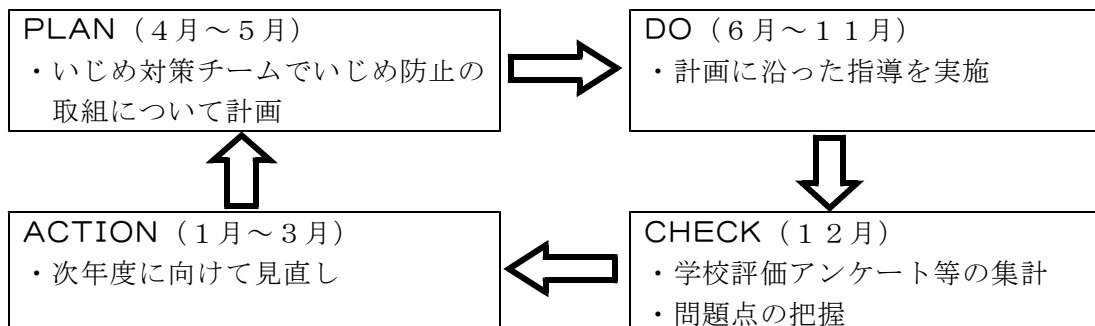 PLAN（４月～５月）
・いじめ対策チームでいじめ防止の
取組について計画
DO（６月～１１月）
・計画に沿った指導を実施
ACTION（１月～３月）
・次年度に向けて見直し
CHECK（１２月）
・学校評価アンケート等の集計
・問題点の把握